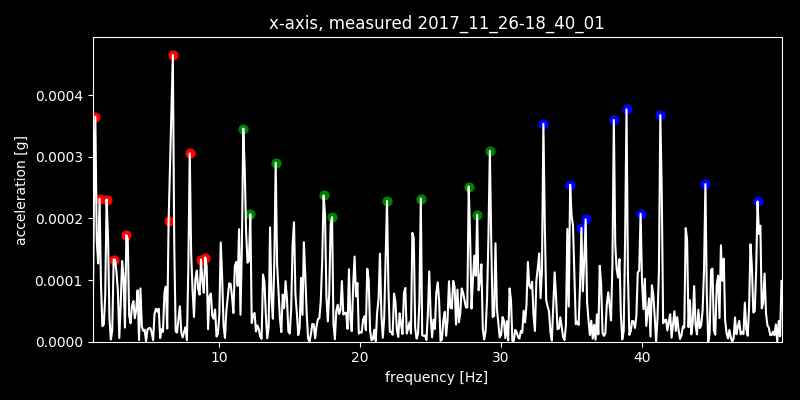 x-axis, measured 2017_11_26-18_40_01
0.0004
0.0003
0.0002
0.0001
0.0000
acceleration [g]
10 20 30 40
frequency [Hz]